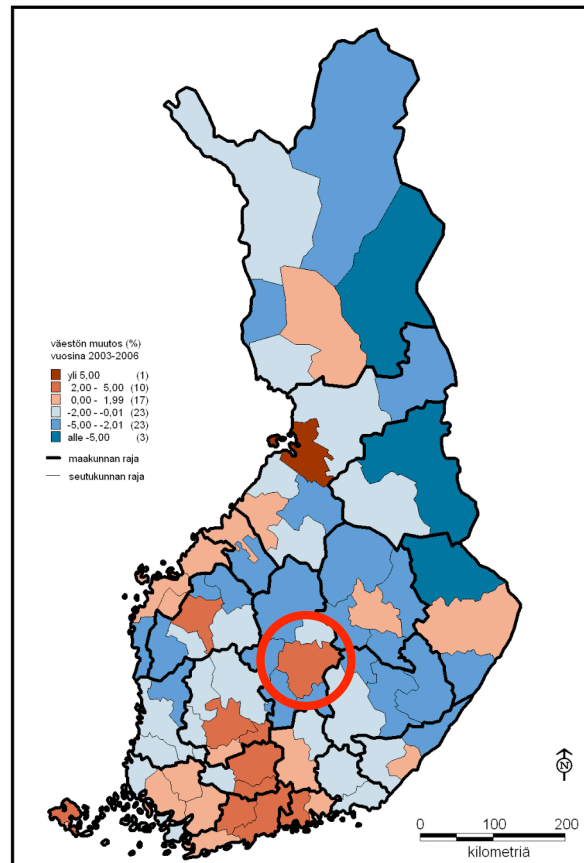 väestön muutos (%)
vuosina 2003-2006
yli 5,00 (1)
2,00 - 5,00 (10)
0,00 - 1,99 (17)
-2,00 - -0,01 (23)
-5,00 - -2,01 (23)
alle -5,00 (3)
maakunnan raja
seutukunnan raja
N
0 100 200
kilometriä